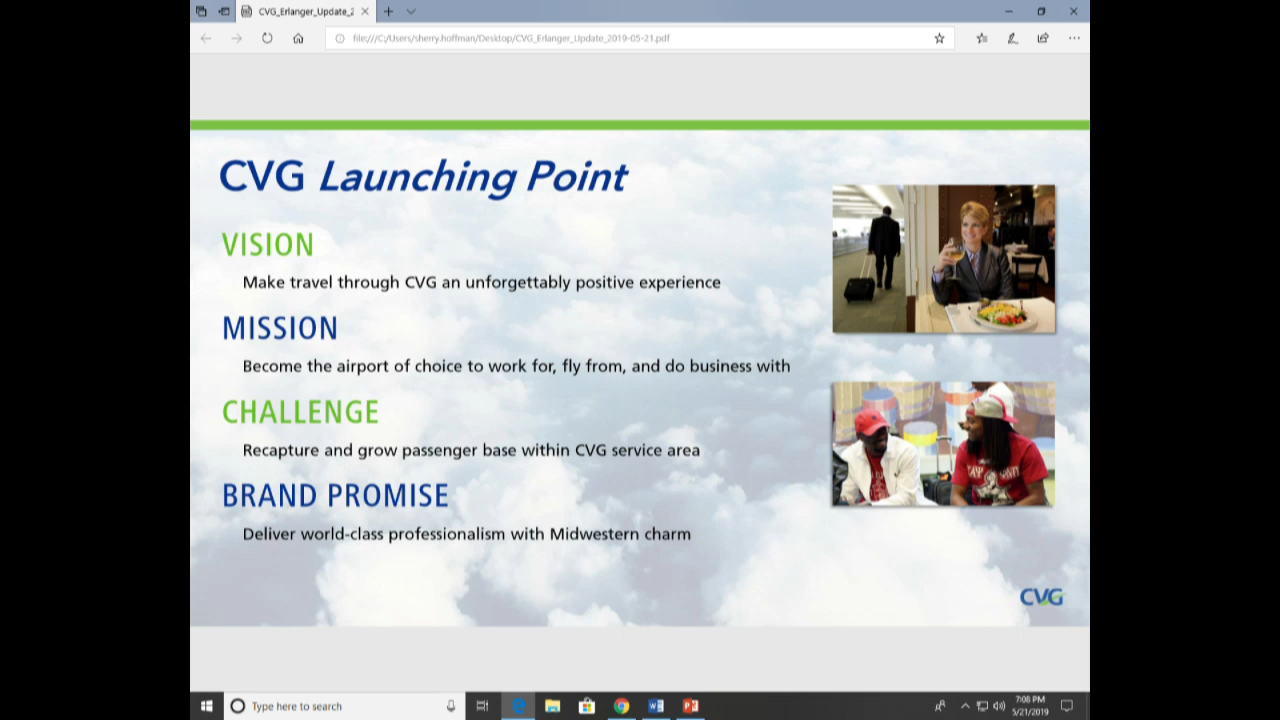 CVG_Erlanger_Update_2
file:///C:/Users/sherry.hoffman/Desktop/CVG_Erlanger_Update_2019-05-21.pdf
CVG Launching Point
VISION
Make travel through CVG an unforgettably positive experience
MISSION
Become the airport of choice to work for, fly from, and do business with
CHALLENGE
Recapture and grow passenger base within CVG service area
BRAND PROMISE
Deliver world-class professionalism with Midwestern charm
CVG
Type here to search
7:08 PM
5/21/2019